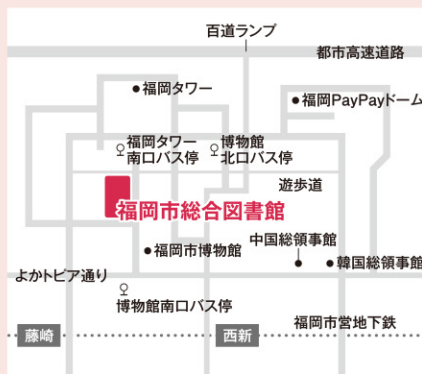 百道ランプ
都市高速道路
福岡タワー
福岡PayPayドーム
福岡タワー
南口バス停
博物館
北口バス停
遊歩道
福岡市総合図書館
中国総領事館
福岡市博物館
韓国総領事館
よかトピア通り
博物館南口バス停
福岡市営地下鉄
藤崎
西新